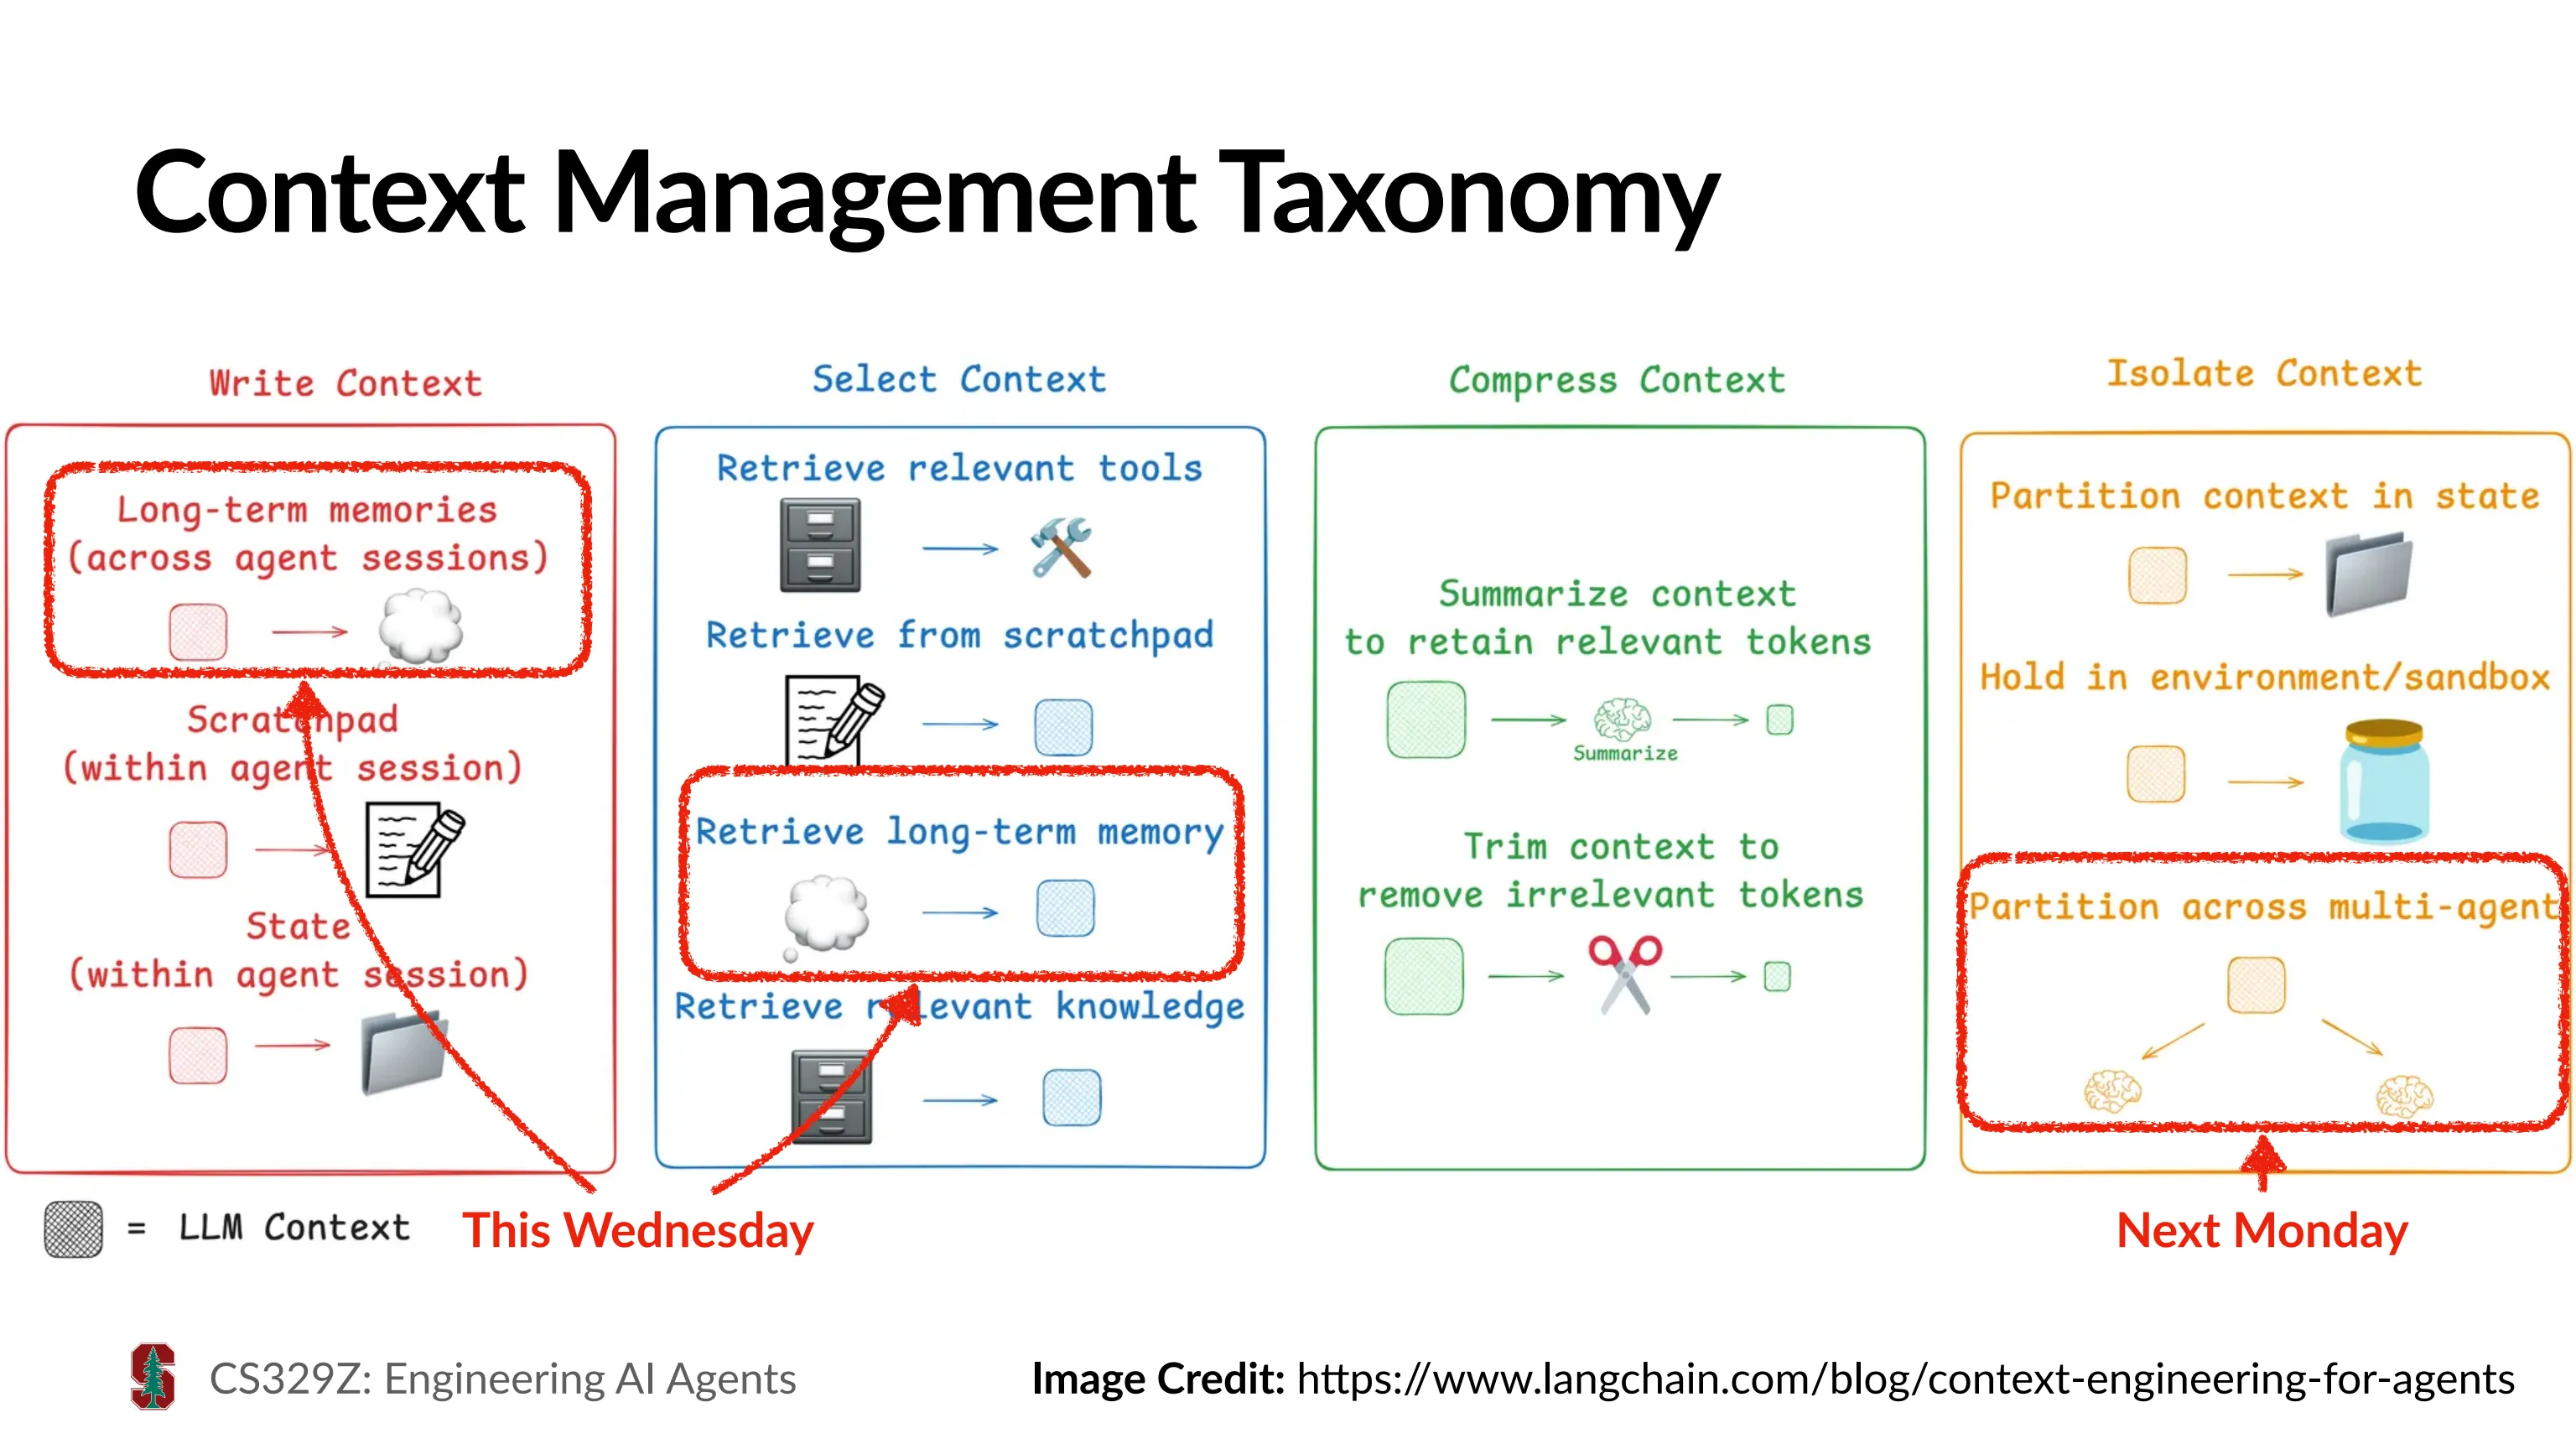 Context Management Taxonomy
Write Context
Long-term memories
(across agent sessions)
Scratchpad
(within agent session)
State
(within agent session)
Select Context
Retrieve relevant tools
Retrieve from scratchpad
Retrieve long-term memory
Retrieve relevant knowledge
Compress Context
Summarize context
to retain relevant tokens
Summarize
Trim context to
remove irrelevant tokens
Isolate Context
Partition context in state
Hold in environment/sandbox
Partition across multi-agent
= LLM Context
This Wednesday
Next Monday
CS329Z: Engineering AI Agents
Image Credit: https://www.langchain.com/blog/context-engineering-for-agents